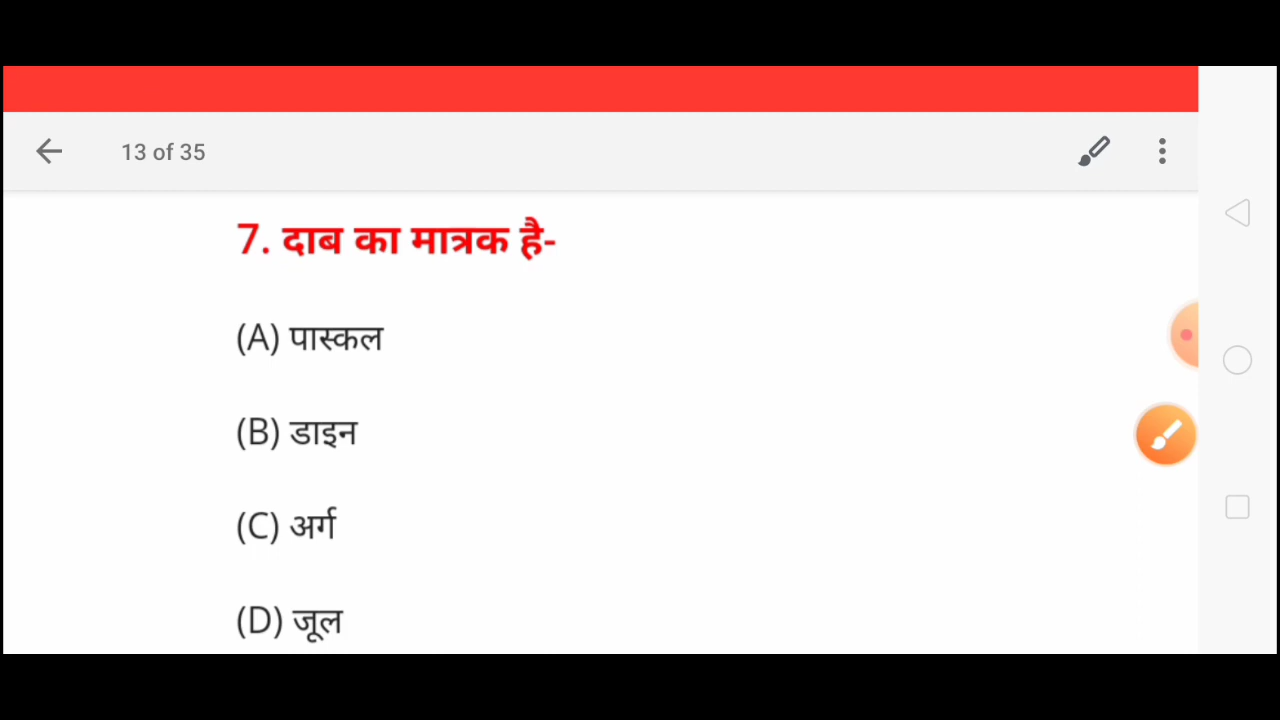 13 of 35
7. दाब का मात्रक है-
(A) पास्कल
(B) डाइन
(C) अर्ग
(D) जूल